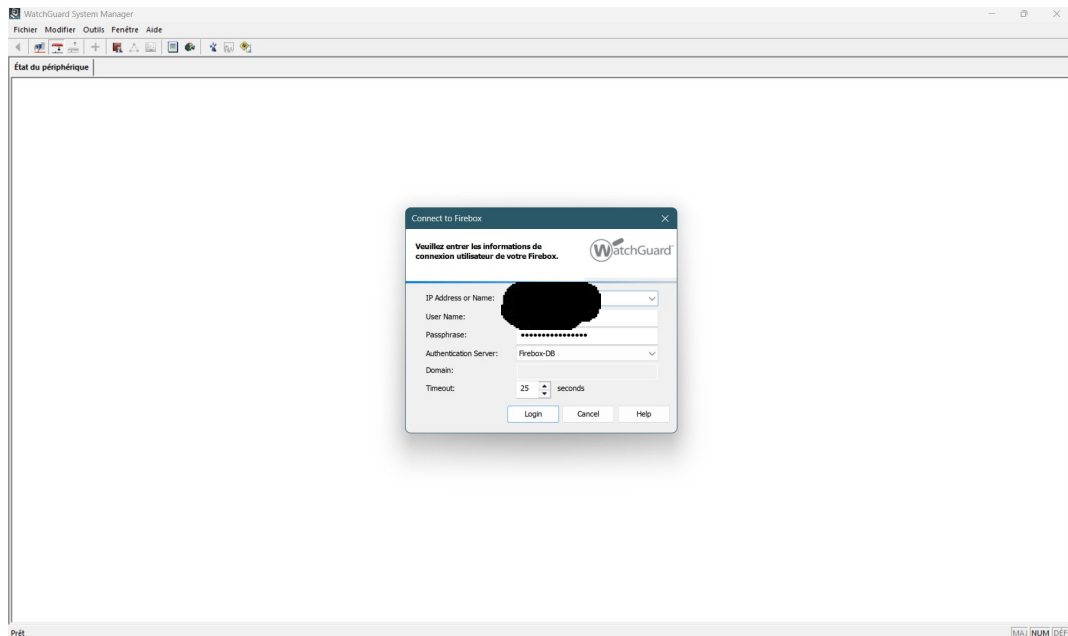 WatchGuard System Manager
Fichier Modifier Outils Fenêtre Aide
État du périphérique
Connect to Firebox
Veuillez entrer les informations de
connexion utilisateur de votre Firebox.
WatchGuard
IP Address or Name:
User Name:
Passphrase:
Authentication Server: Firebox-DB
Domain:
Timeout: 25 seconds
Login Cancel Help
Prêt MAJ NUM DÉF